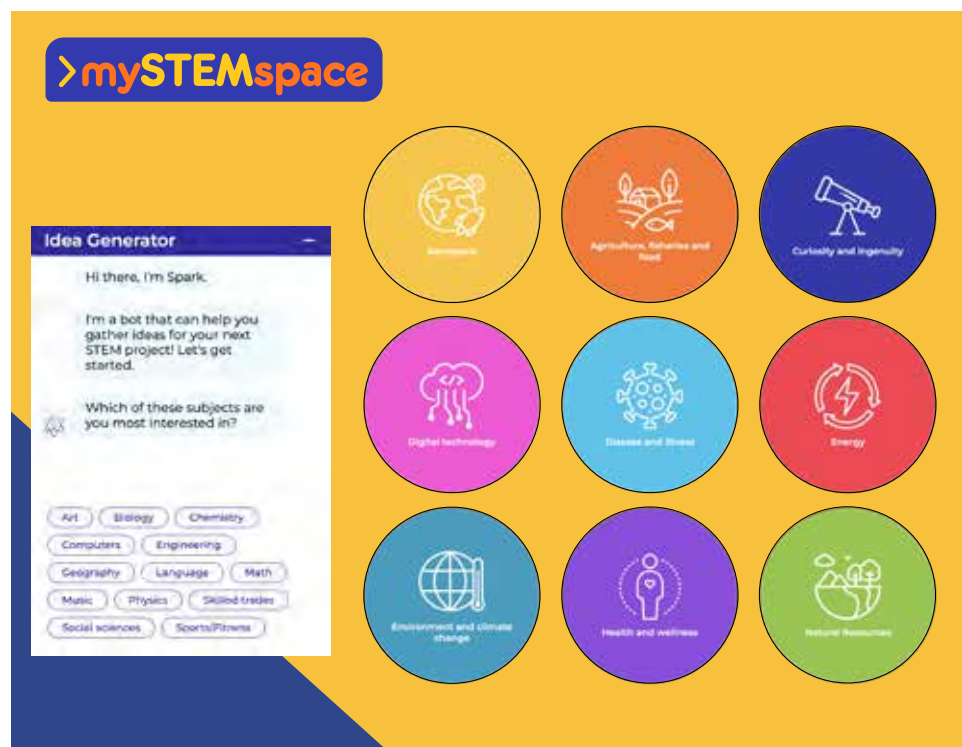 >mySTEMspace
Idea Generator
Hi there, I'm Spark.
I'm a bot that can help you
gather ideas for your next
STEM project! Let's get
started.
Which of these subjects are
you most interested in?
Art Biology Chemistry
Computers Engineering
Geography Language Math
Music Physics Skilled trades
Social sciences Sports/Fitness
Aerospace
Agriculture, fisheries and
food
Curiosity and ingenuity
Digital technology
Disease and illness
Energy
Environment and climate
change
Health and wellness
Natural Resources